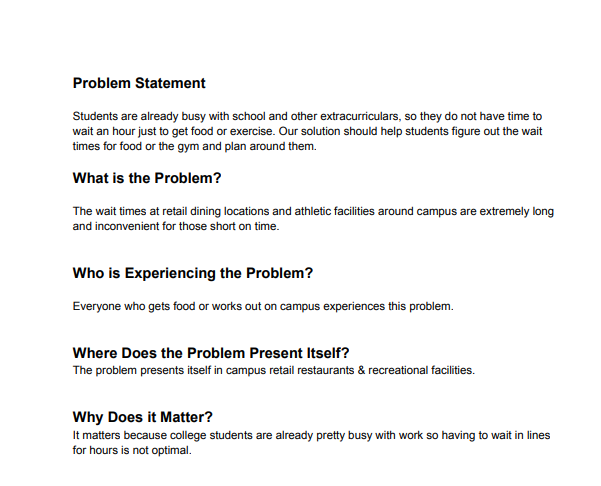 Problem Statement
Students are already busy with school and other extracurriculars, so they do not have time to
wait an hour just to get food or exercise. Our solution should help students figure out the wait
times for food or the gym and plan around them.
What is the Problem?
The wait times at retail dining locations and athletic facilities around campus are extremely long
and inconvenient for those short on time.
Who is Experiencing the Problem?
Everyone who gets food or works out on campus experiences this problem.
Where Does the Problem Present Itself?
The problem presents itself in campus retail restaurants & recreational facilities.
Why Does it Matter?
It matters because college students are already pretty busy with work so having to wait in lines
for hours is not optimal.